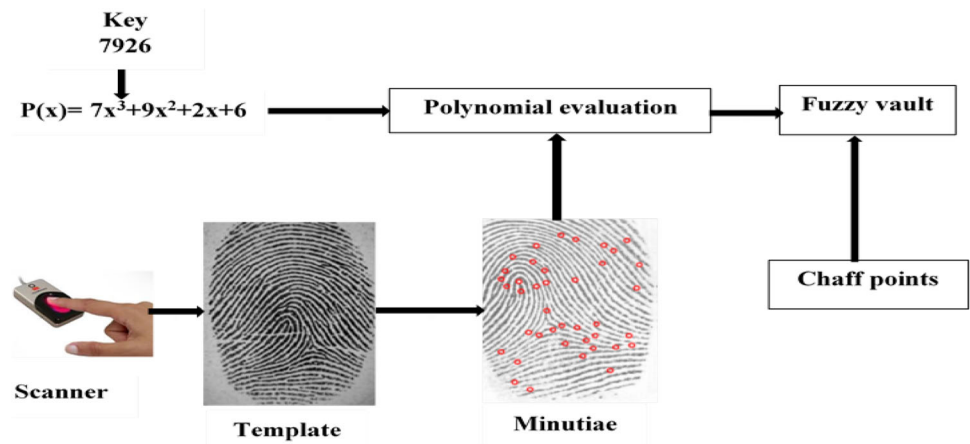 Key
7926
P(x)= 7x³+9x²+2x+6
Polynomial evaluation
Fuzzy vault
Chaff points
Scanner
Template
Minutiae